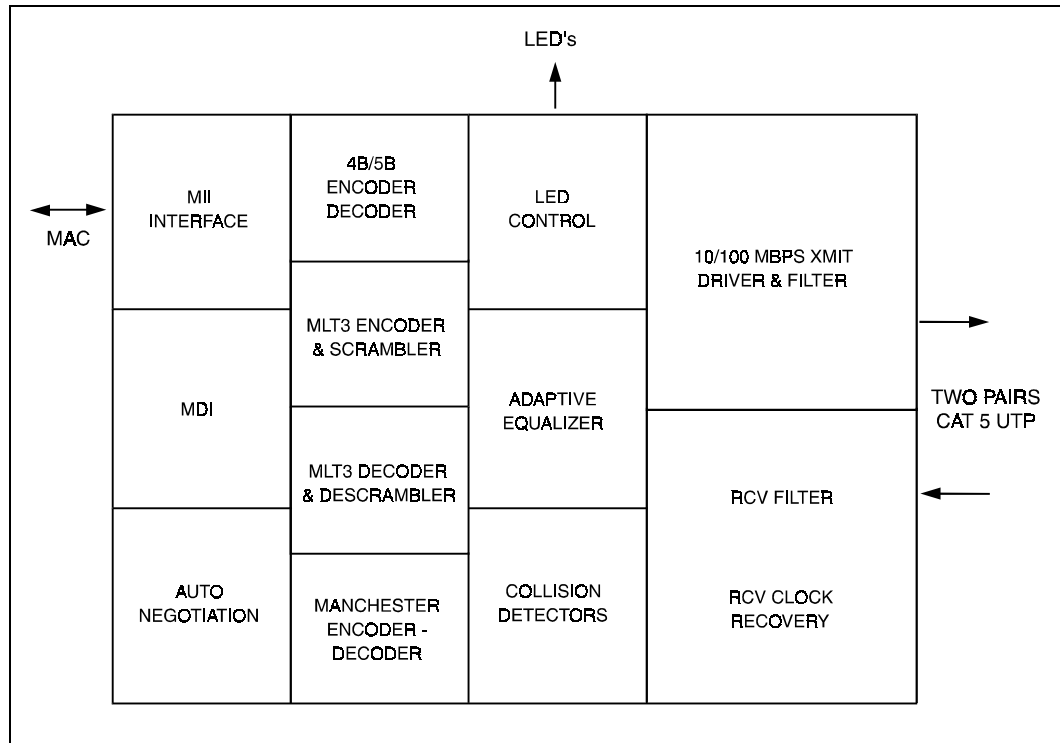 LED's
MAC
MII
INTERFACE
MDI
AUTO
NEGOTIATION
4B/5B
ENCODER
DECODER
MLT3 ENCODER
& SCRAMBLER
MLT3 DECODER
& DESCRAMBLER
MANCHESTER
ENCODER -
DECODER
LED
CONTROL
ADAPTIVE
EQUALIZER
COLLISION
DETECTORS
10/100 MBPS XMIT
DRIVER & FILTER
RCV FILTER
RCV CLOCK
RECOVERY
TWO PAIRS
CAT 5 UTP